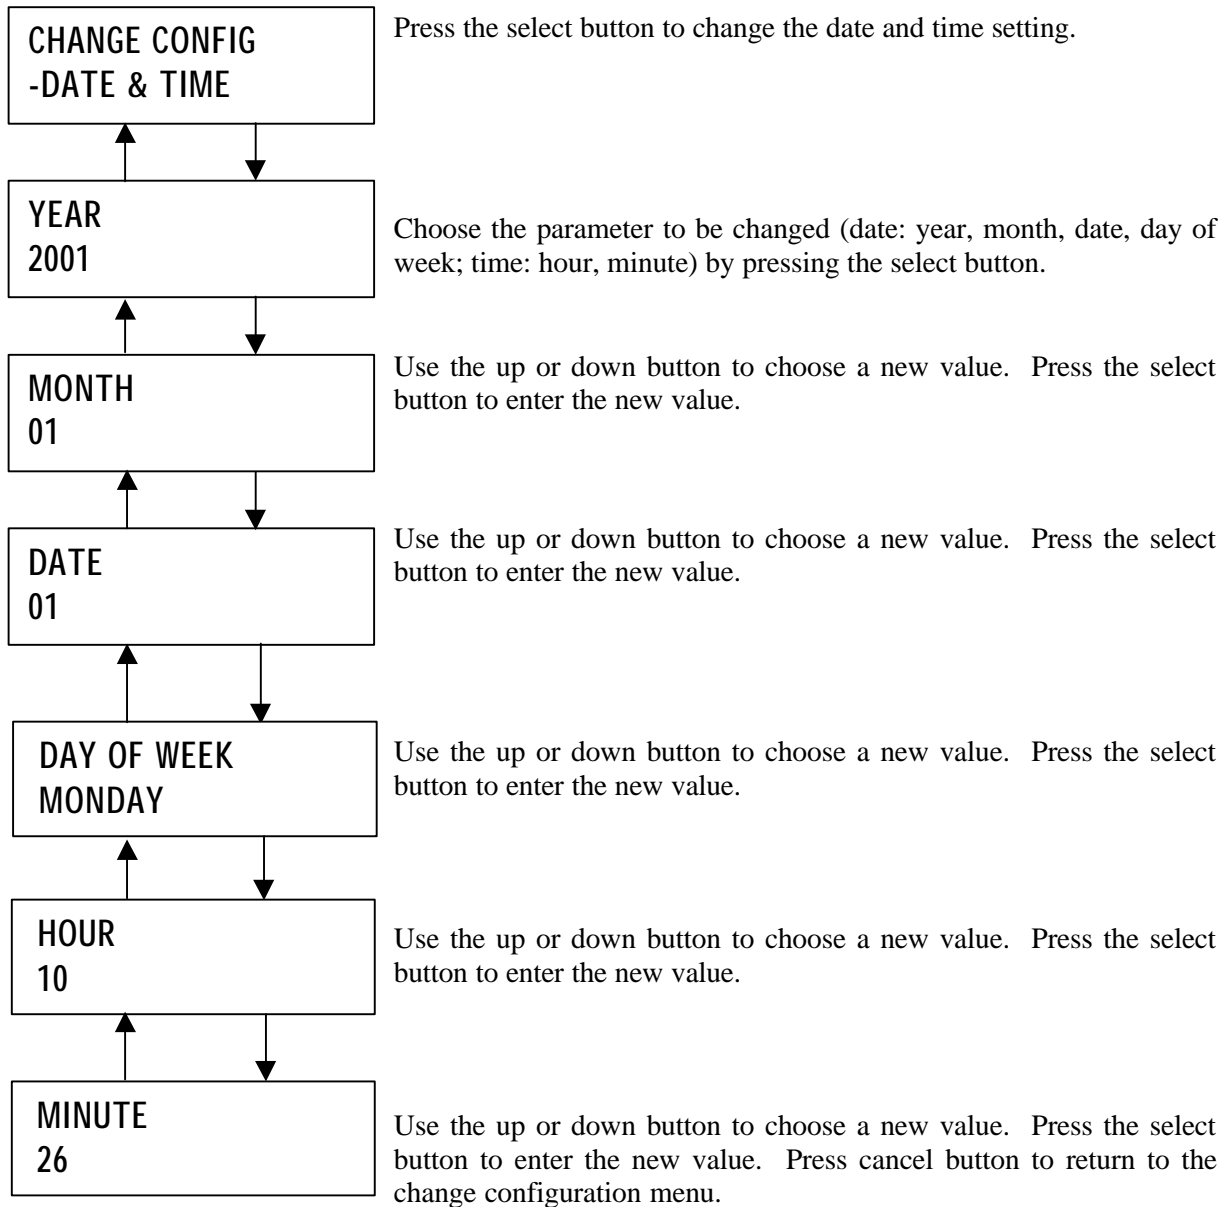 CHANGE CONFIG
-DATE & TIME
Press the select button to change the date and time setting.
YEAR
2001
Choose the parameter to be changed (date: year, month, date, day of
week; time: hour, minute) by pressing the select button.
MONTH
01
Use the up or down button to choose a new value. Press the select
button to enter the new value.
DATE
01
Use the up or down button to choose a new value. Press the select
button to enter the new value.
DAY OF WEEK
MONDAY
Use the up or down button to choose a new value. Press the select
button to enter the new value.
HOUR
10
Use the up or down button to choose a new value. Press the select
button to enter the new value.
MINUTE
26
Use the up or down button to choose a new value. Press the select
button to enter the new value. Press cancel button to return to the
change configuration menu.